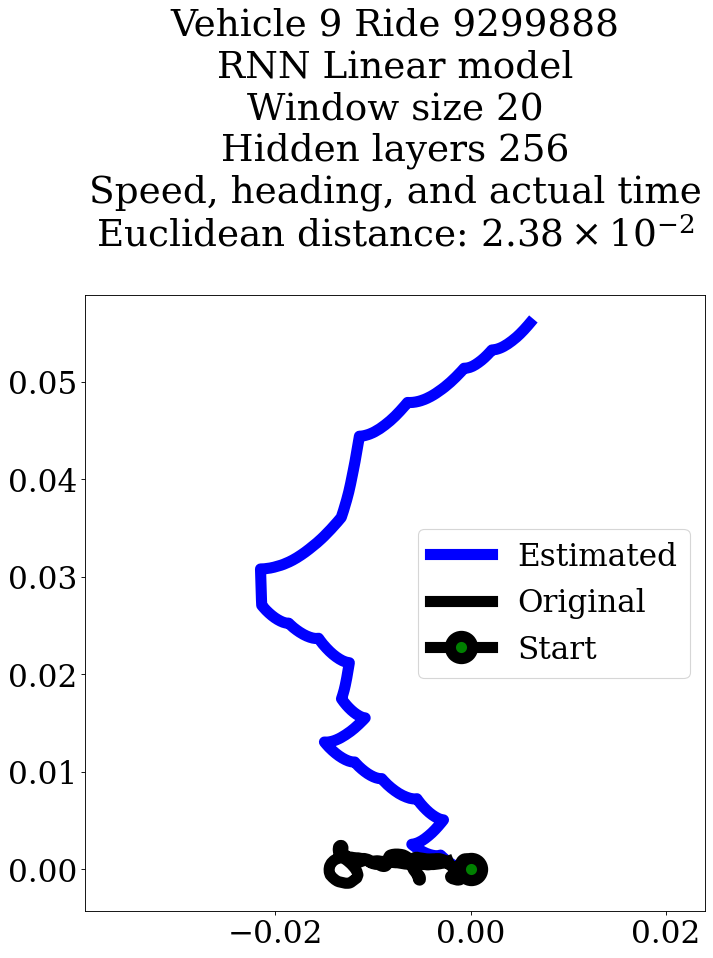 Vehicle 9 Ride 9299888
RNN Linear model
Window size 20
Hidden layers 256
Speed, heading, and actual time
Euclidean distance: 2.38 × 10⁻²
0.05
0.04
0.03
0.02
0.01
0.00
Estimated
Original
Start
−0.02
0.00
0.02